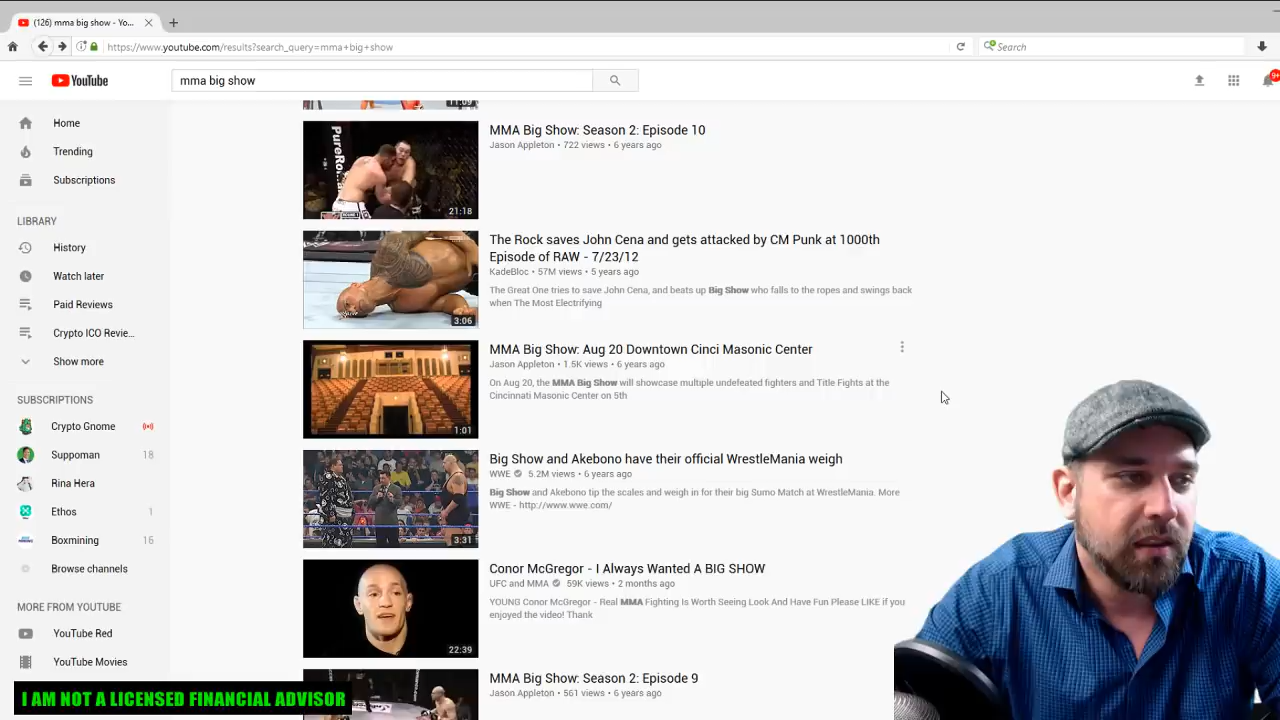 (126) mma big show - Yo...
https://www.youtube.com/results?search_query=mma+big+show
Search
YouTube
mma big show
9+
Home
Trending
Subscriptions
LIBRARY
History
Watch later
Paid Reviews
Crypto ICO Revie...
Show more
SUBSCRIPTIONS
Crypto Gnome
Suppoman 18
Rina Hera
Ethos 1
Boxmining 16
Browse channels
MORE FROM YOUTUBE
YouTube Red
YouTube Movies
11:09
MMA Big Show: Season 2: Episode 10
Jason Appleton • 722 views • 6 years ago
21:18
The Rock saves John Cena and gets attacked by CM Punk at 1000th
Episode of RAW - 7/23/12
KadeBloc • 57M views • 5 years ago
The Great One tries to save John Cena, and beats up Big Show who falls to the ropes and swings back
when The Most Electrifying
3:06
MMA Big Show: Aug 20 Downtown Cinci Masonic Center
Jason Appleton • 1.5K views • 6 years ago
On Aug 20, the MMA Big Show will showcase multiple undefeated fighters and Title Fights at the
Cincinnati Masonic Center on 5th
1:01
Big Show and Akebono have their official WrestleMania weigh
WWE 5.2M views • 6 years ago
Big Show and Akebono tip the scales and weigh in for their big Sumo Match at WrestleMania. More
WWE - http://www.wwe.com/
3:31
Conor McGregor - I Always Wanted A BIG SHOW
UFC and MMA 59K views • 2 months ago
YOUNG Conor McGregor - Real MMA Fighting Is Worth Seeing Look And Have Fun Please LIKE if you
enjoyed the video! Thank
22:39
MMA Big Show: Season 2: Episode 9
Jason Appleton • 561 views • 6 years ago
I AM NOT A LICENSED FINANCIAL ADVISOR